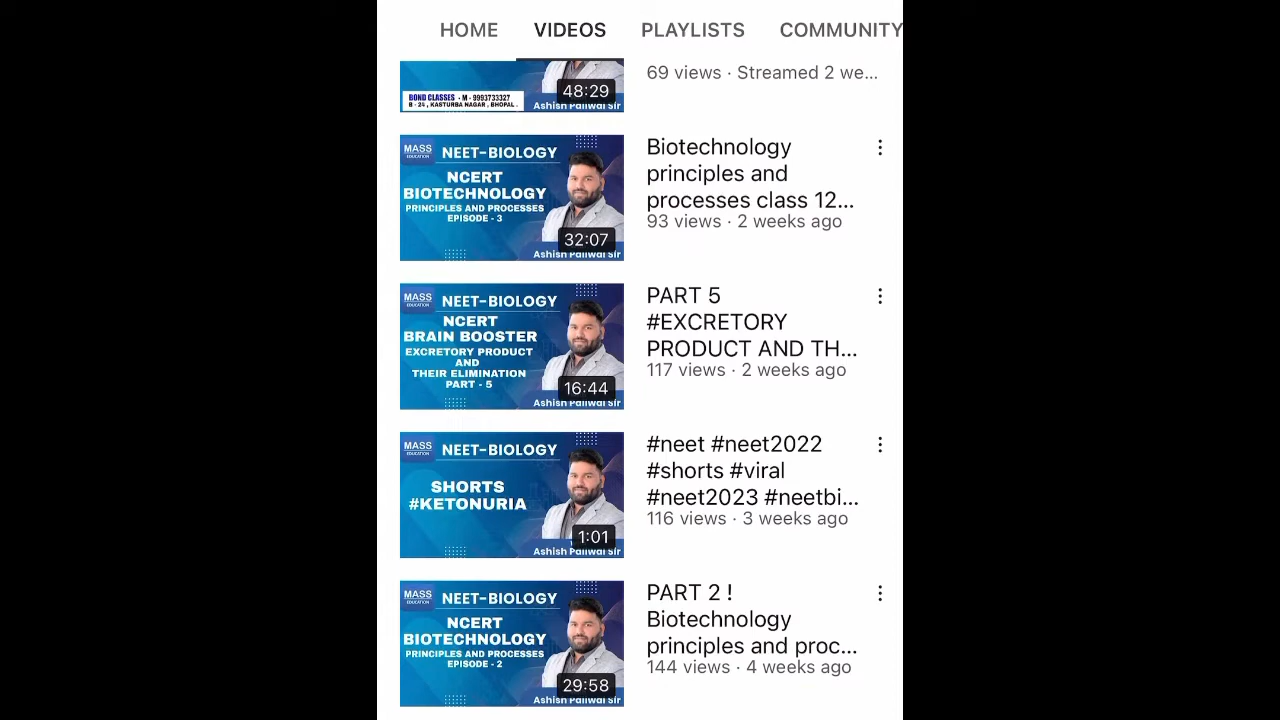 HOME VIDEOS PLAYLISTS COMMUNITY
69 views · Streamed 2 we...
48:29
BOND CLASSES - M - 9993733327
B - 24 , KASTURBA NAGAR , BHOPAL .
Ashish Paliwal Sir
MASS
EDUCATION
NEET-BIOLOGY
NCERT
BIOTECHNOLOGY
PRINCIPLES AND PROCESSES
EPISODE - 3
32:07
Ashish Paliwal Sir
Biotechnology
principles and
processes class 12...
93 views · 2 weeks ago
MASS
EDUCATION
NEET-BIOLOGY
NCERT
BRAIN BOOSTER
EXCRETORY PRODUCT
AND
THEIR ELIMINATION
PART - 5
16:44
Ashish Paliwal Sir
PART 5
#EXCRETORY
PRODUCT AND TH...
117 views · 2 weeks ago
MASS
EDUCATION
NEET-BIOLOGY
SHORTS
#KETONURIA
1:01
Ashish Paliwal Sir
#neet #neet2022
#shorts #viral
#neet2023 #neetbi...
116 views · 3 weeks ago
MASS
EDUCATION
NEET-BIOLOGY
NCERT
BIOTECHNOLOGY
PRINCIPLES AND PROCESSES
EPISODE - 2
29:58
Ashish Paliwal Sir
PART 2 !
Biotechnology
principles and proc...
144 views · 4 weeks ago